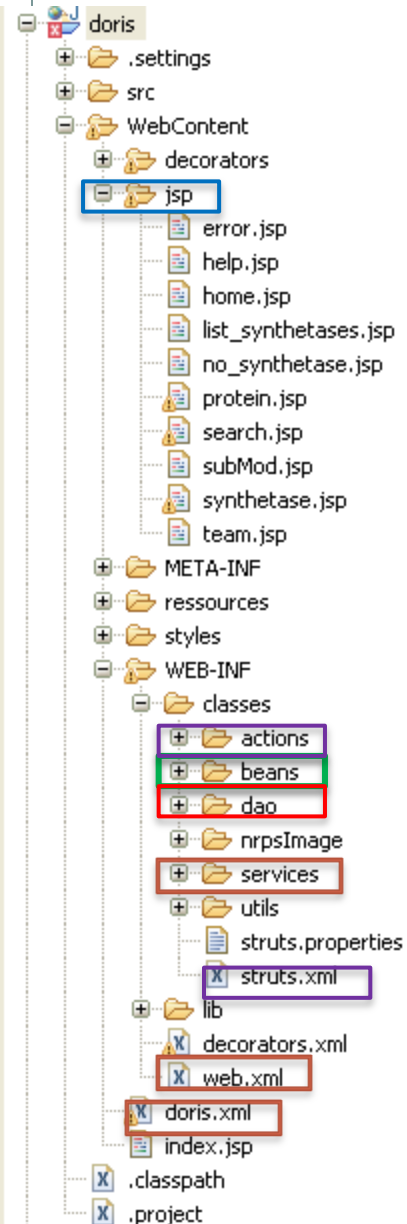 doris
.settings
src
WebContent
decorators
jsp
error.jsp
help.jsp
home.jsp
list_synthetases.jsp
no_synthetase.jsp
protein.jsp
search.jsp
subMod.jsp
synthetase.jsp
team.jsp
META-INF
ressources
styles
WEB-INF
classes
actions
beans
dao
nrpsImage
services
utils
struts.properties
struts.xml
lib
decorators.xml
web.xml
doris.xml
index.jsp
.classpath
.project